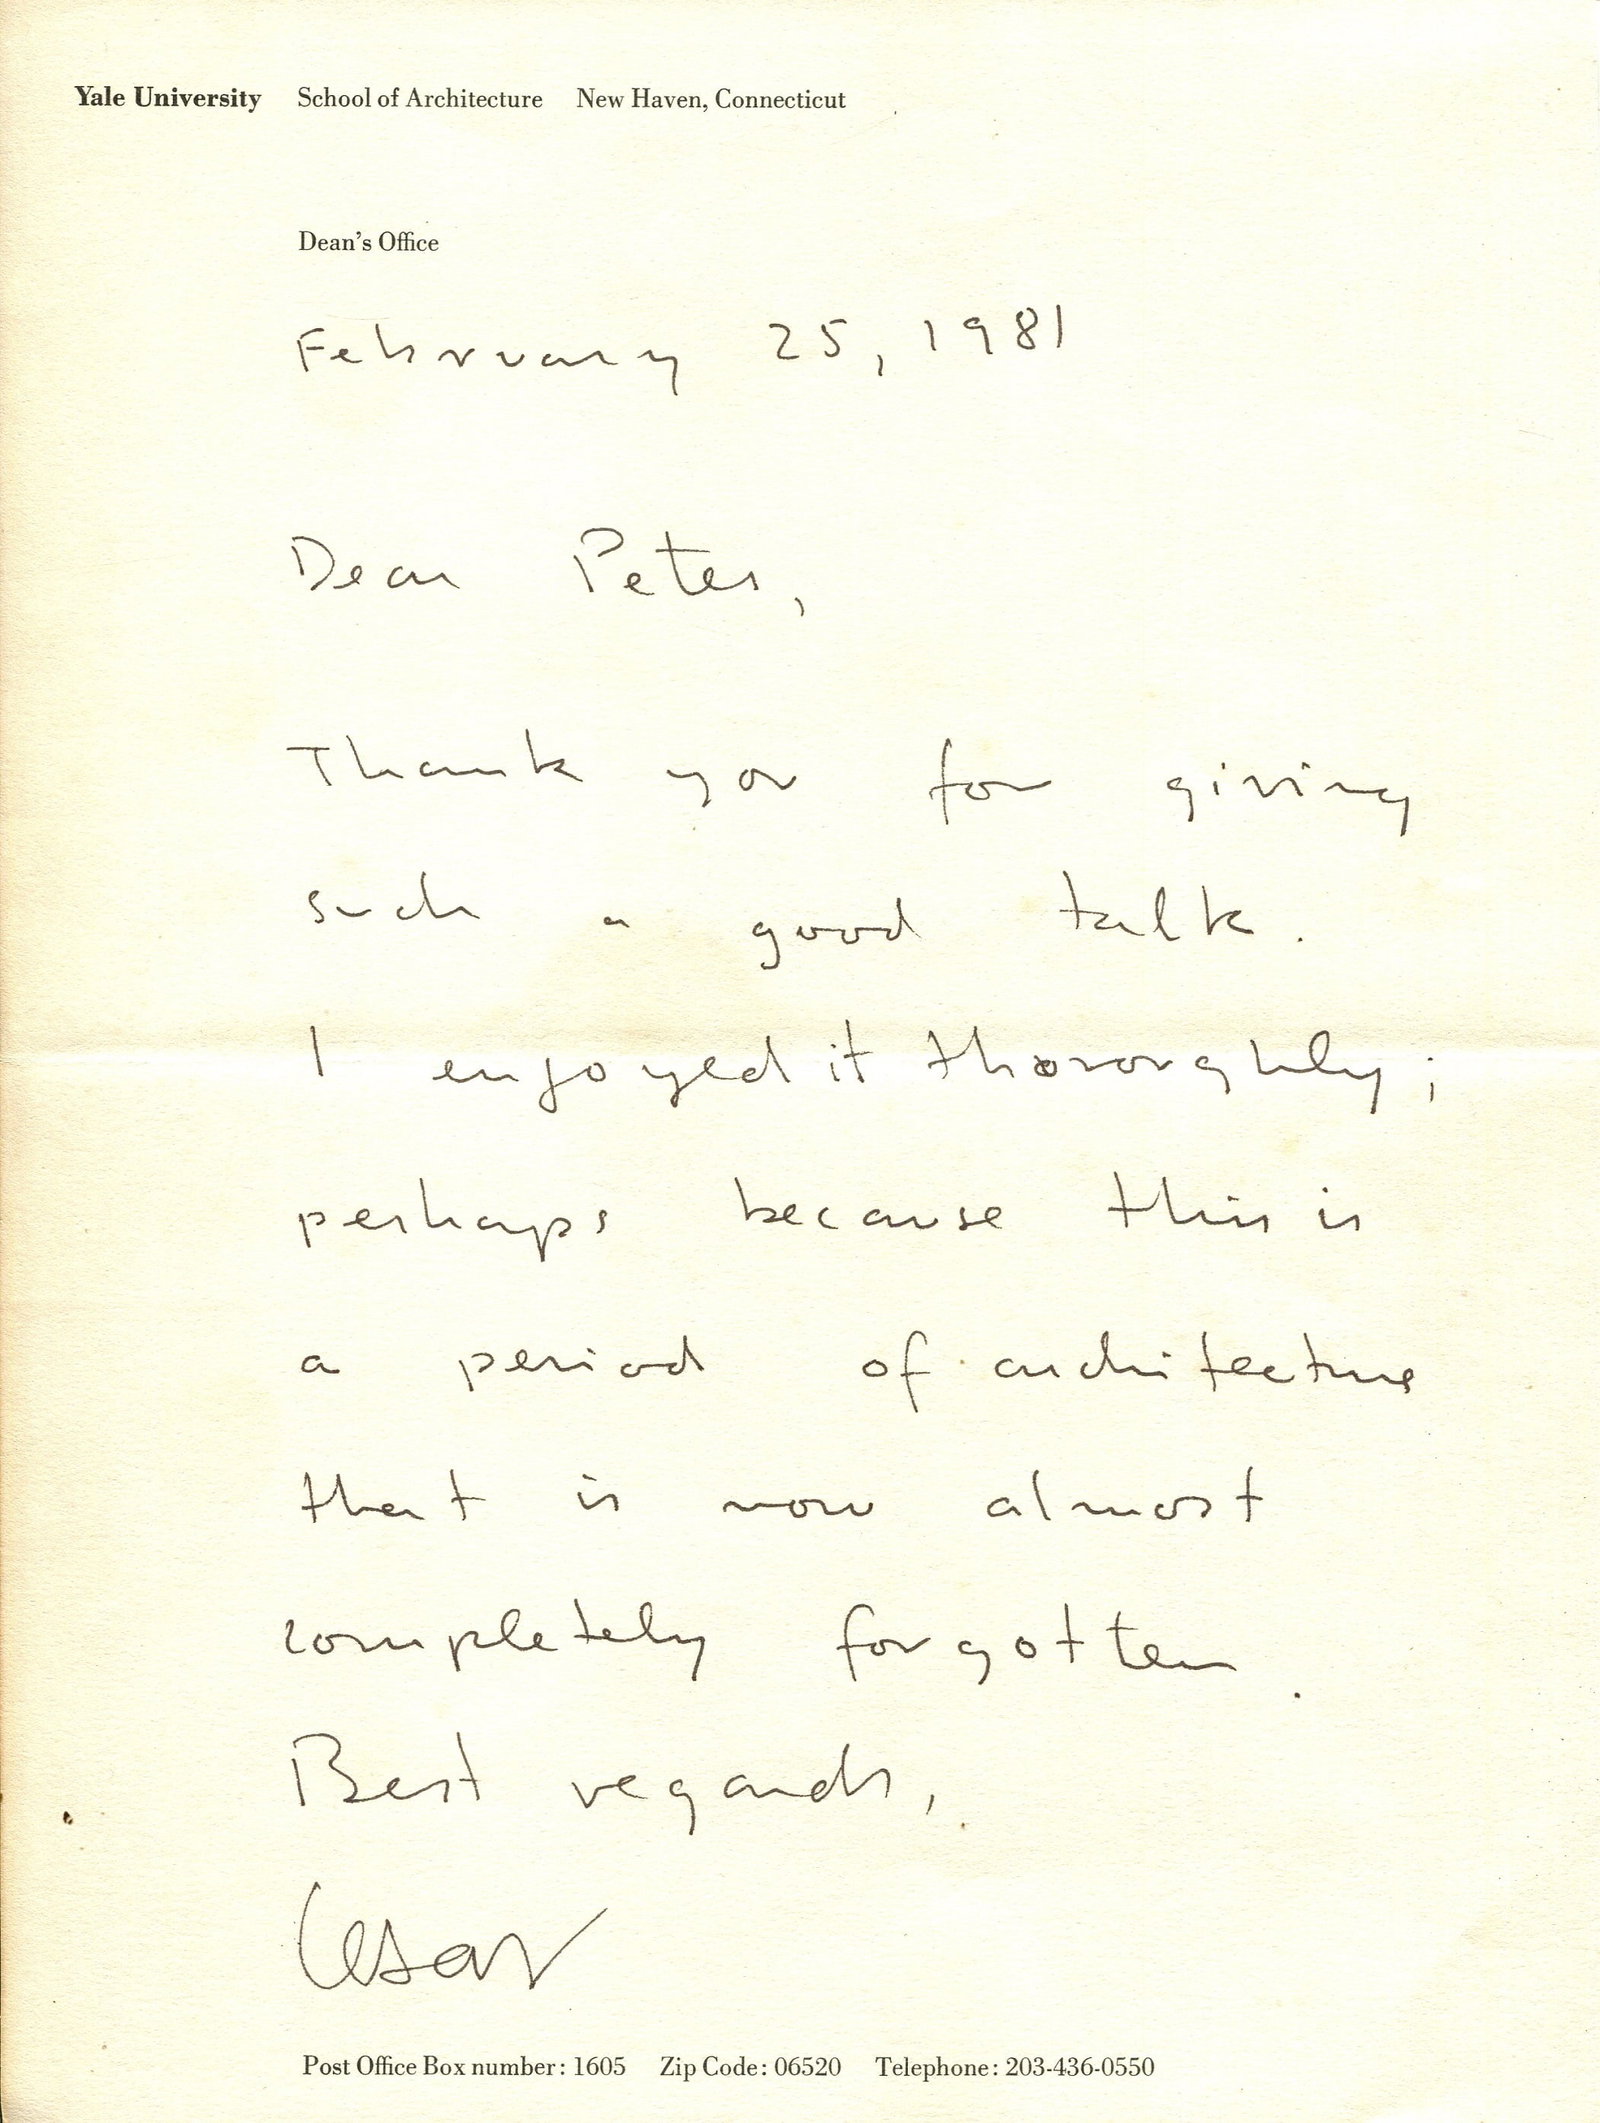 Yale University School of Architecture New Haven, Connecticut
Dean's Office
February 25, 1981
Dear Peter,
Thank you for giving
such a good talk.
I enjoyed it thoroughly;
perhaps because this is
a period of architecture
that is now almost
completely forgotten.
Best regards,
Cesar
Post Office Box number: 1605 Zip Code: 06520 Telephone: 203-436-0550